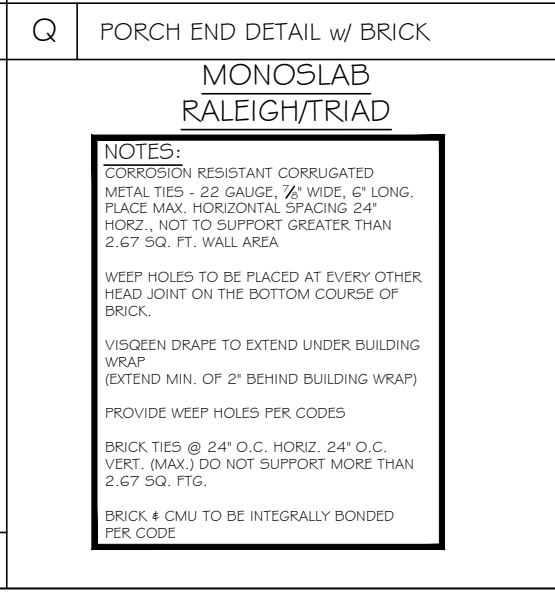 Q PORCH END DETAIL w/ BRICK
MONOSLAB
RALEIGH/TRIAD
NOTES:
CORROSION RESISTANT CORRUGATED
METAL TIES - 22 GAUGE, 7/8" WIDE, 6" LONG.
PLACE MAX. HORIZONTAL SPACING 24"
HORZ., NOT TO SUPPORT GREATER THAN
2.67 SQ. FT. WALL AREA
WEEP HOLES TO BE PLACED AT EVERY OTHER
HEAD JOINT ON THE BOTTOM COURSE OF
BRICK.
VISQEEN DRAPE TO EXTEND UNDER BUILDING
WRAP
(EXTEND MIN. OF 2" BEHIND BUILDING WRAP)
PROVIDE WEEP HOLES PER CODES
BRICK TIES @ 24" O.C. HORIZ. 24" O.C.
VERT. (MAX.) DO NOT SUPPORT MORE THAN
2.67 SQ. FTG.
BRICK & CMU TO BE INTEGRALLY BONDED
PER CODE